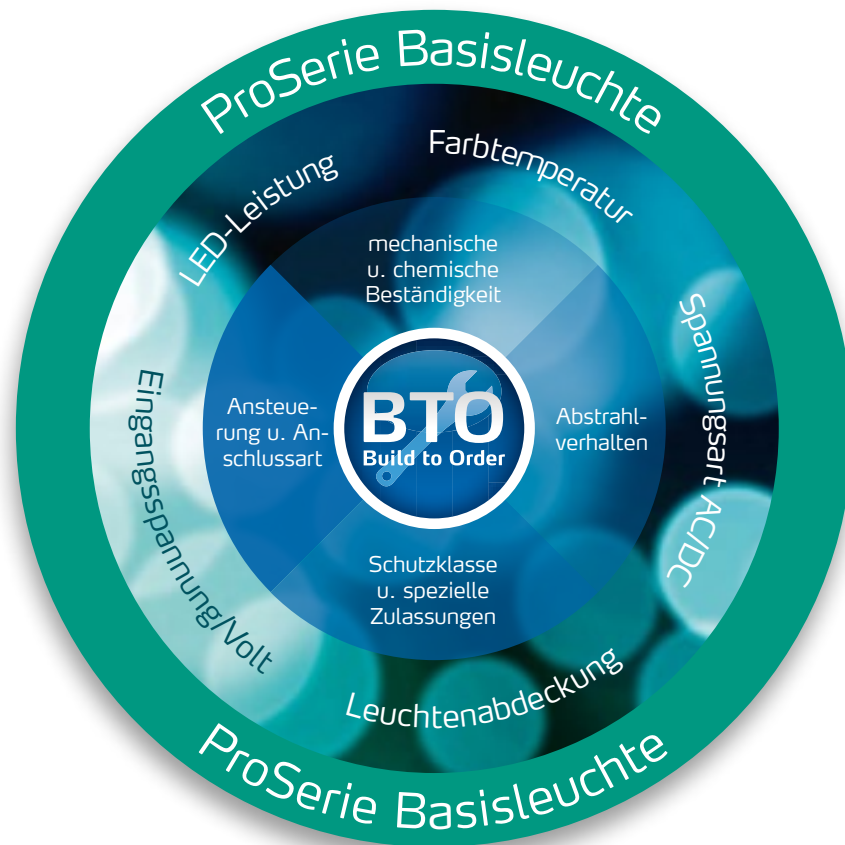 ProSerie Basisleuchte
LED-Leistung
Farbtemperatur
mechanische
u. chemische
Beständigkeit
Spannungsart AC/DC
Eingangsspannung/Volt
Ansteue-
rung u. An-
schlussart
BTO
Build to Order
Abstrahl-
verhalten
Schutzklasse
u. spezielle
Zulassungen
Leuchtenabdeckung
ProSerie Basisleuchte